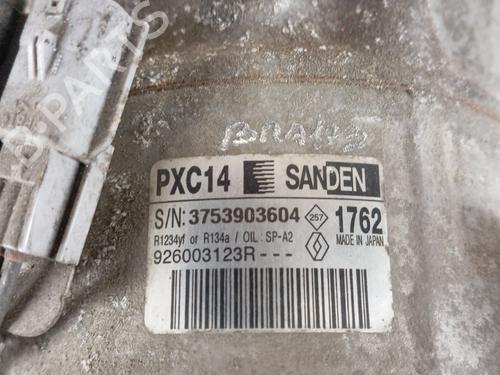 PXC14 SANDEN
S/N: 3753903604 257 1762
R1234yf or R134a / OIL : SP-A2 MADE IN JAPAN
926003123R---